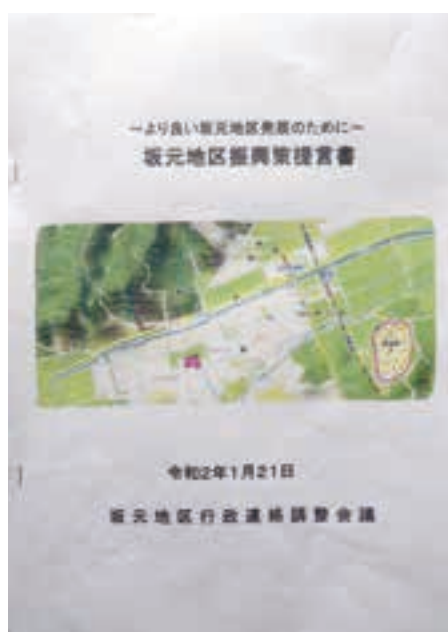 ～より良い坂元地区発展のために～
坂元地区振興策提言書
令和2年1月21日
坂元地区行政連絡調整会議